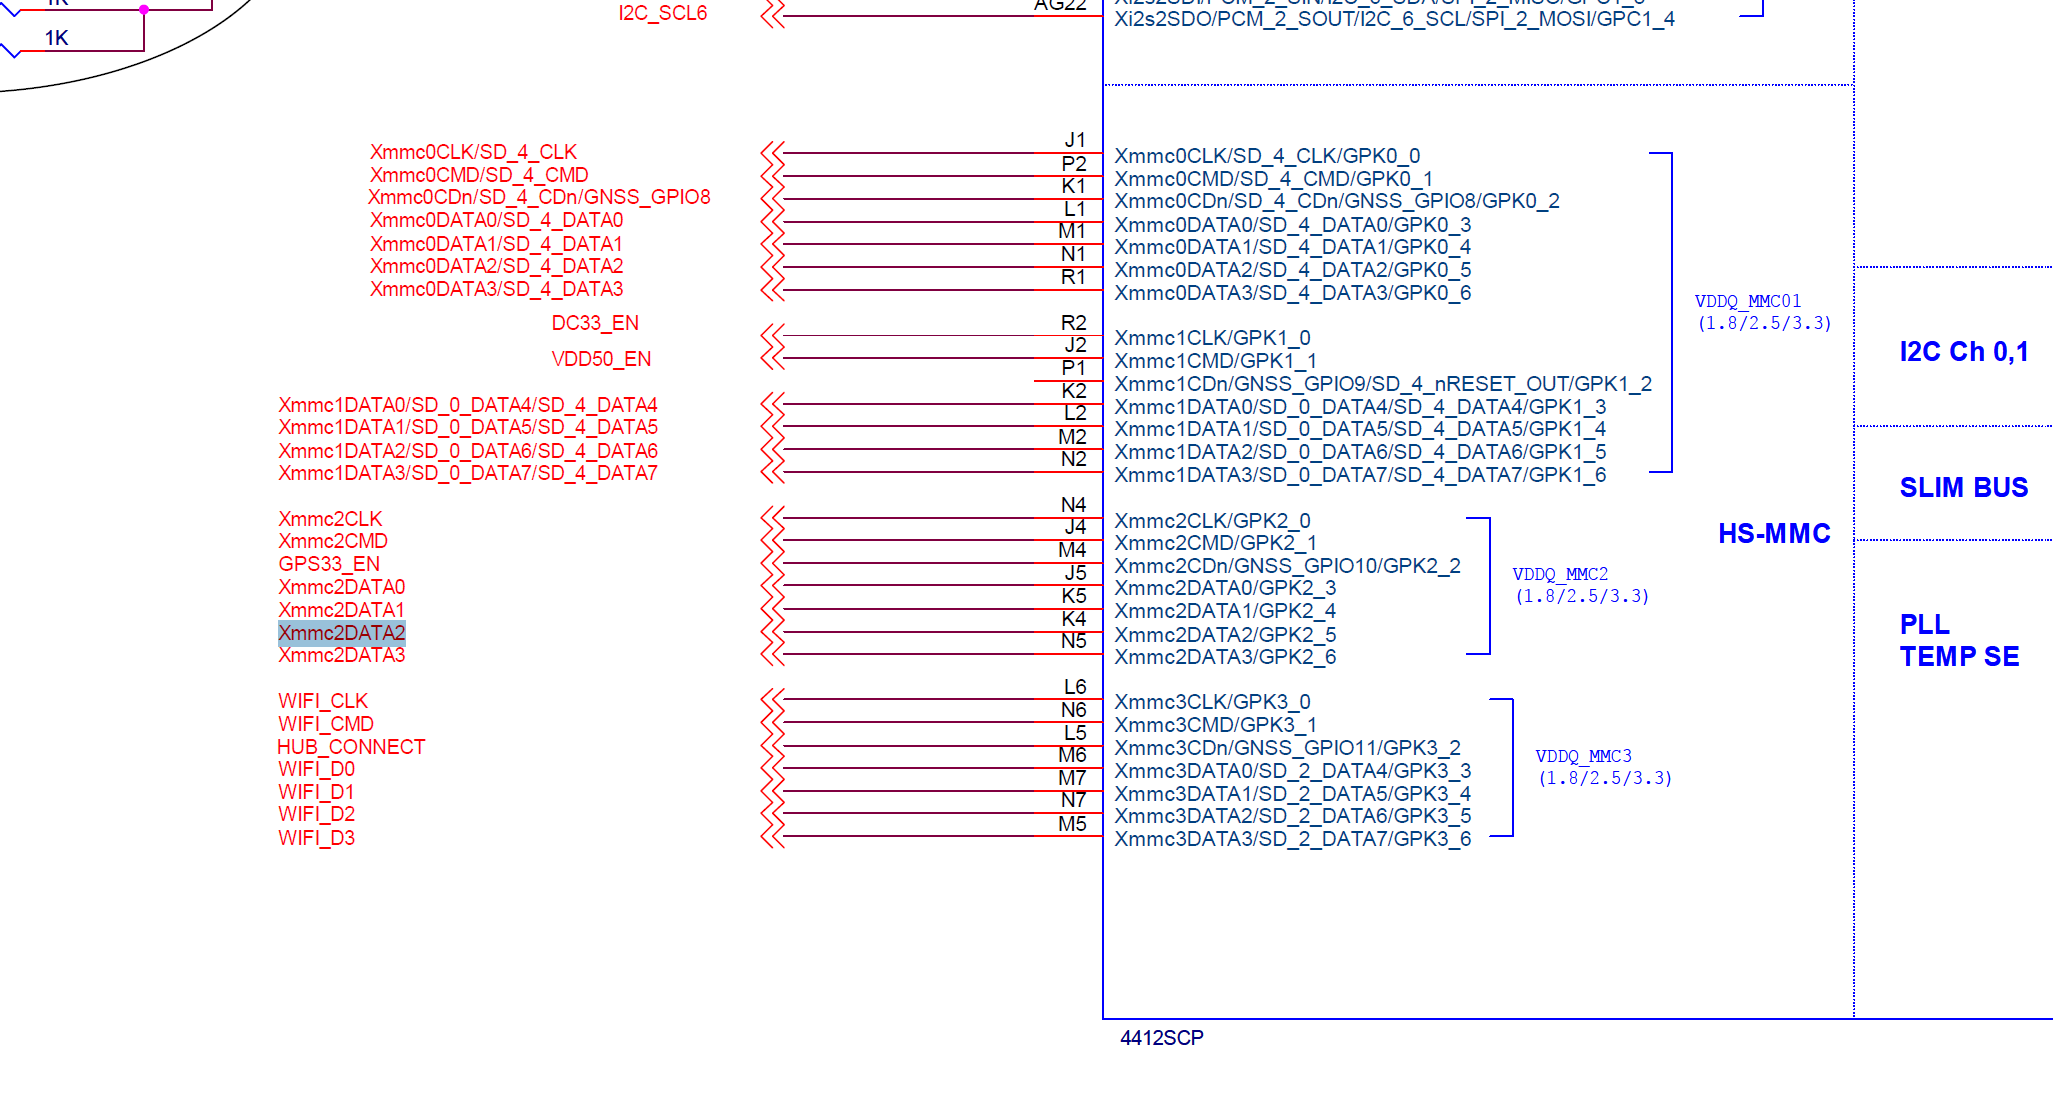 1K
1K
I2C_SCL6
AG22
Xi2s2SDO/PCM_2_SOUT/I2C_6_SCL/SPI_2_MOSI/GPC1_4
Xmmc0CLK/SD_4_CLK J1 Xmmc0CLK/SD_4_CLK/GPK0_0
Xmmc0CMD/SD_4_CMD P2 Xmmc0CMD/SD_4_CMD/GPK0_1
Xmmc0CDn/SD_4_CDn/GNSS_GPIO8 K1 Xmmc0CDn/SD_4_CDn/GNSS_GPIO8/GPK0_2
Xmmc0DATA0/SD_4_DATA0 L1 Xmmc0DATA0/SD_4_DATA0/GPK0_3
Xmmc0DATA1/SD_4_DATA1 M1 Xmmc0DATA1/SD_4_DATA1/GPK0_4
Xmmc0DATA2/SD_4_DATA2 N1 Xmmc0DATA2/SD_4_DATA2/GPK0_5
Xmmc0DATA3/SD_4_DATA3 R1 Xmmc0DATA3/SD_4_DATA3/GPK0_6
VDDQ_MMC01
(1.8/2.5/3.3)
DC33_EN R2 Xmmc1CLK/GPK1_0
VDD50_EN J2 Xmmc1CMD/GPK1_1
P1 Xmmc1CDn/GNSS_GPIO9/SD_4_nRESET_OUT/GPK1_2
Xmmc1DATA0/SD_0_DATA4/SD_4_DATA4 K2 Xmmc1DATA0/SD_0_DATA4/SD_4_DATA4/GPK1_3
Xmmc1DATA1/SD_0_DATA5/SD_4_DATA5 L2 Xmmc1DATA1/SD_0_DATA5/SD_4_DATA5/GPK1_4
Xmmc1DATA2/SD_0_DATA6/SD_4_DATA6 M2 Xmmc1DATA2/SD_0_DATA6/SD_4_DATA6/GPK1_5
Xmmc1DATA3/SD_0_DATA7/SD_4_DATA7 N2 Xmmc1DATA3/SD_0_DATA7/SD_4_DATA7/GPK1_6
Xmmc2CLK N4 Xmmc2CLK/GPK2_0
Xmmc2CMD J4 Xmmc2CMD/GPK2_1
GPS33_EN M4 Xmmc2CDn/GNSS_GPIO10/GPK2_2
Xmmc2DATA0 J5 Xmmc2DATA0/GPK2_3
Xmmc2DATA1 K5 Xmmc2DATA1/GPK2_4
Xmmc2DATA2 K4 Xmmc2DATA2/GPK2_5
Xmmc2DATA3 N5 Xmmc2DATA3/GPK2_6
VDDQ_MMC2
(1.8/2.5/3.3)
HS-MMC
WIFI_CLK L6 Xmmc3CLK/GPK3_0
WIFI_CMD N6 Xmmc3CMD/GPK3_1
HUB_CONNECT L5 Xmmc3CDn/GNSS_GPIO11/GPK3_2
WIFI_D0 M6 Xmmc3DATA0/SD_2_DATA4/GPK3_3
WIFI_D1 M7 Xmmc3DATA1/SD_2_DATA5/GPK3_4
WIFI_D2 N7 Xmmc3DATA2/SD_2_DATA6/GPK3_5
WIFI_D3 M5 Xmmc3DATA3/SD_2_DATA7/GPK3_6
VDDQ_MMC3
(1.8/2.5/3.3)
I2C Ch 0,1
SLIM BUS
PLL
TEMP SE
4412SCP